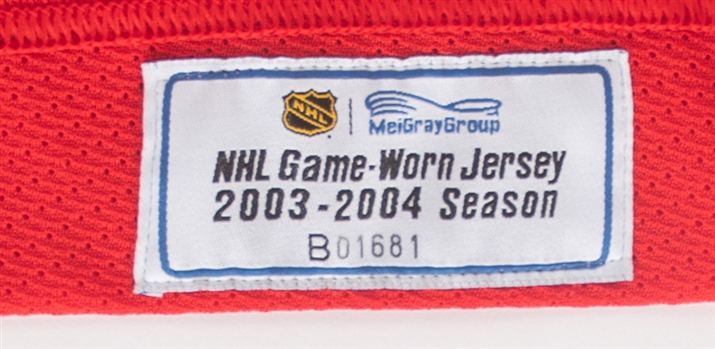 NHL | MeiGrayGroup
NHL Game-Worn Jersey
2003-2004 Season
B01681